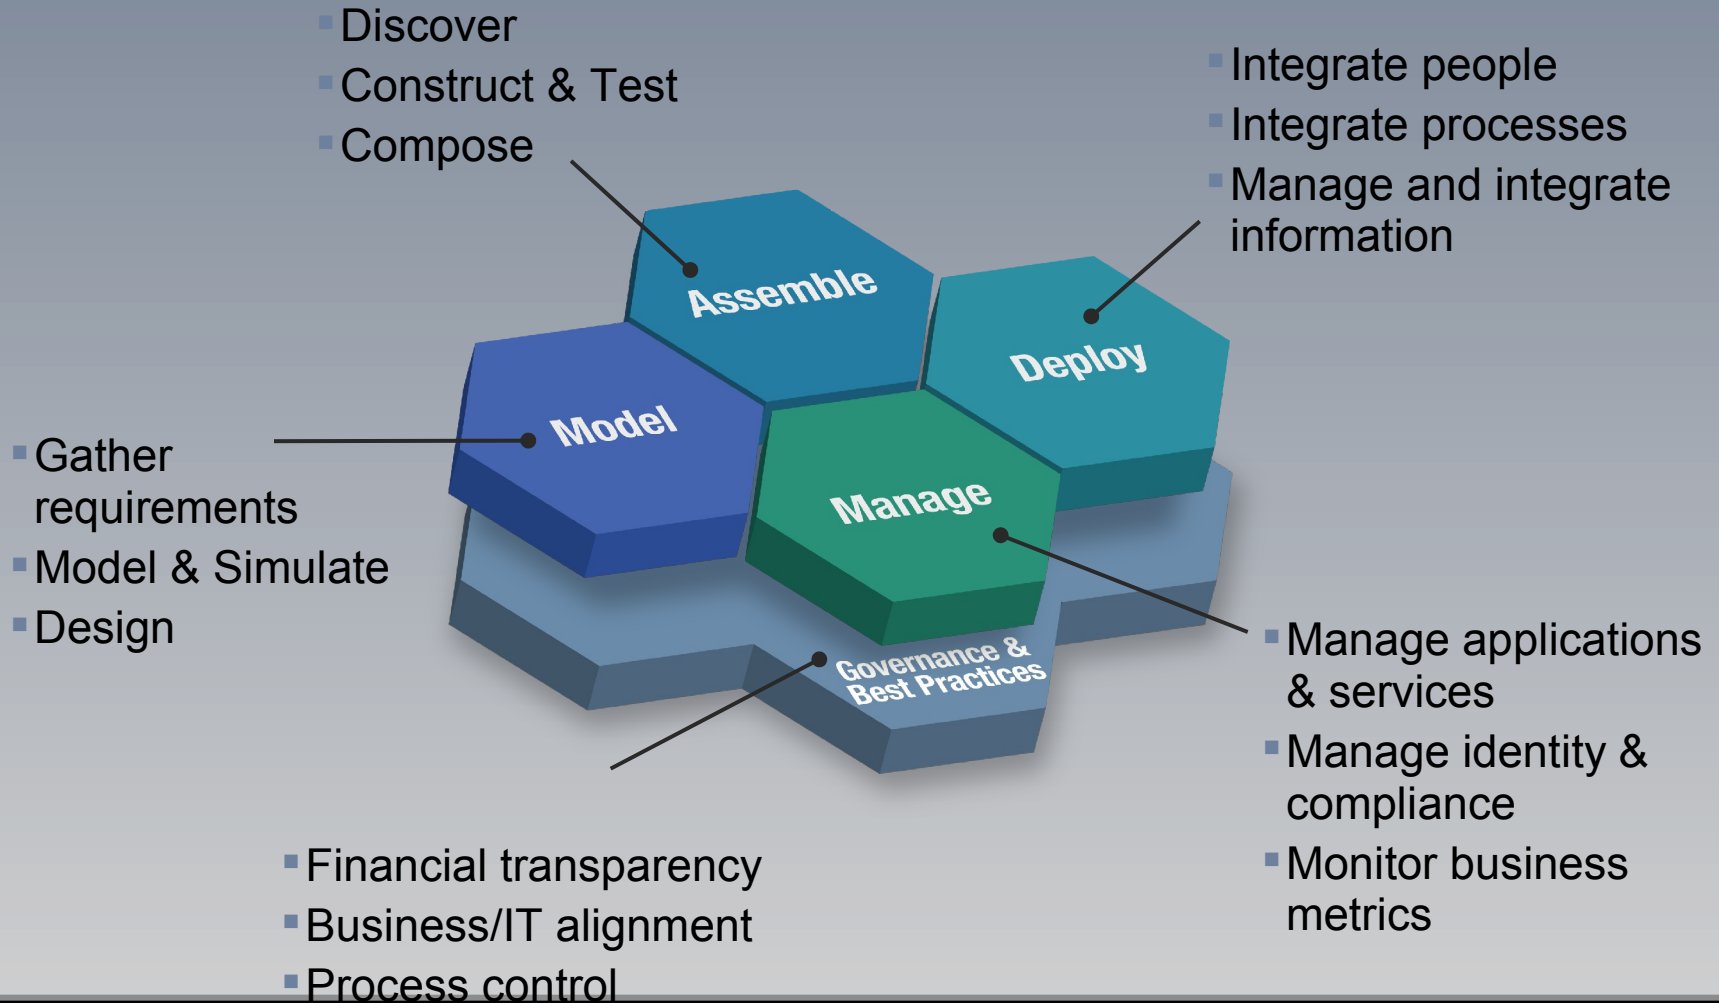 Discover
Construct & Test
Compose
Integrate people
Integrate processes
Manage and integrate
information
Assemble
Deploy
Model
Manage
Gather
requirements
Model & Simulate
Design
Governance &
Best Practices
Manage applications
& services
Manage identity &
compliance
Monitor business
metrics
Financial transparency
Business/IT alignment
Process control